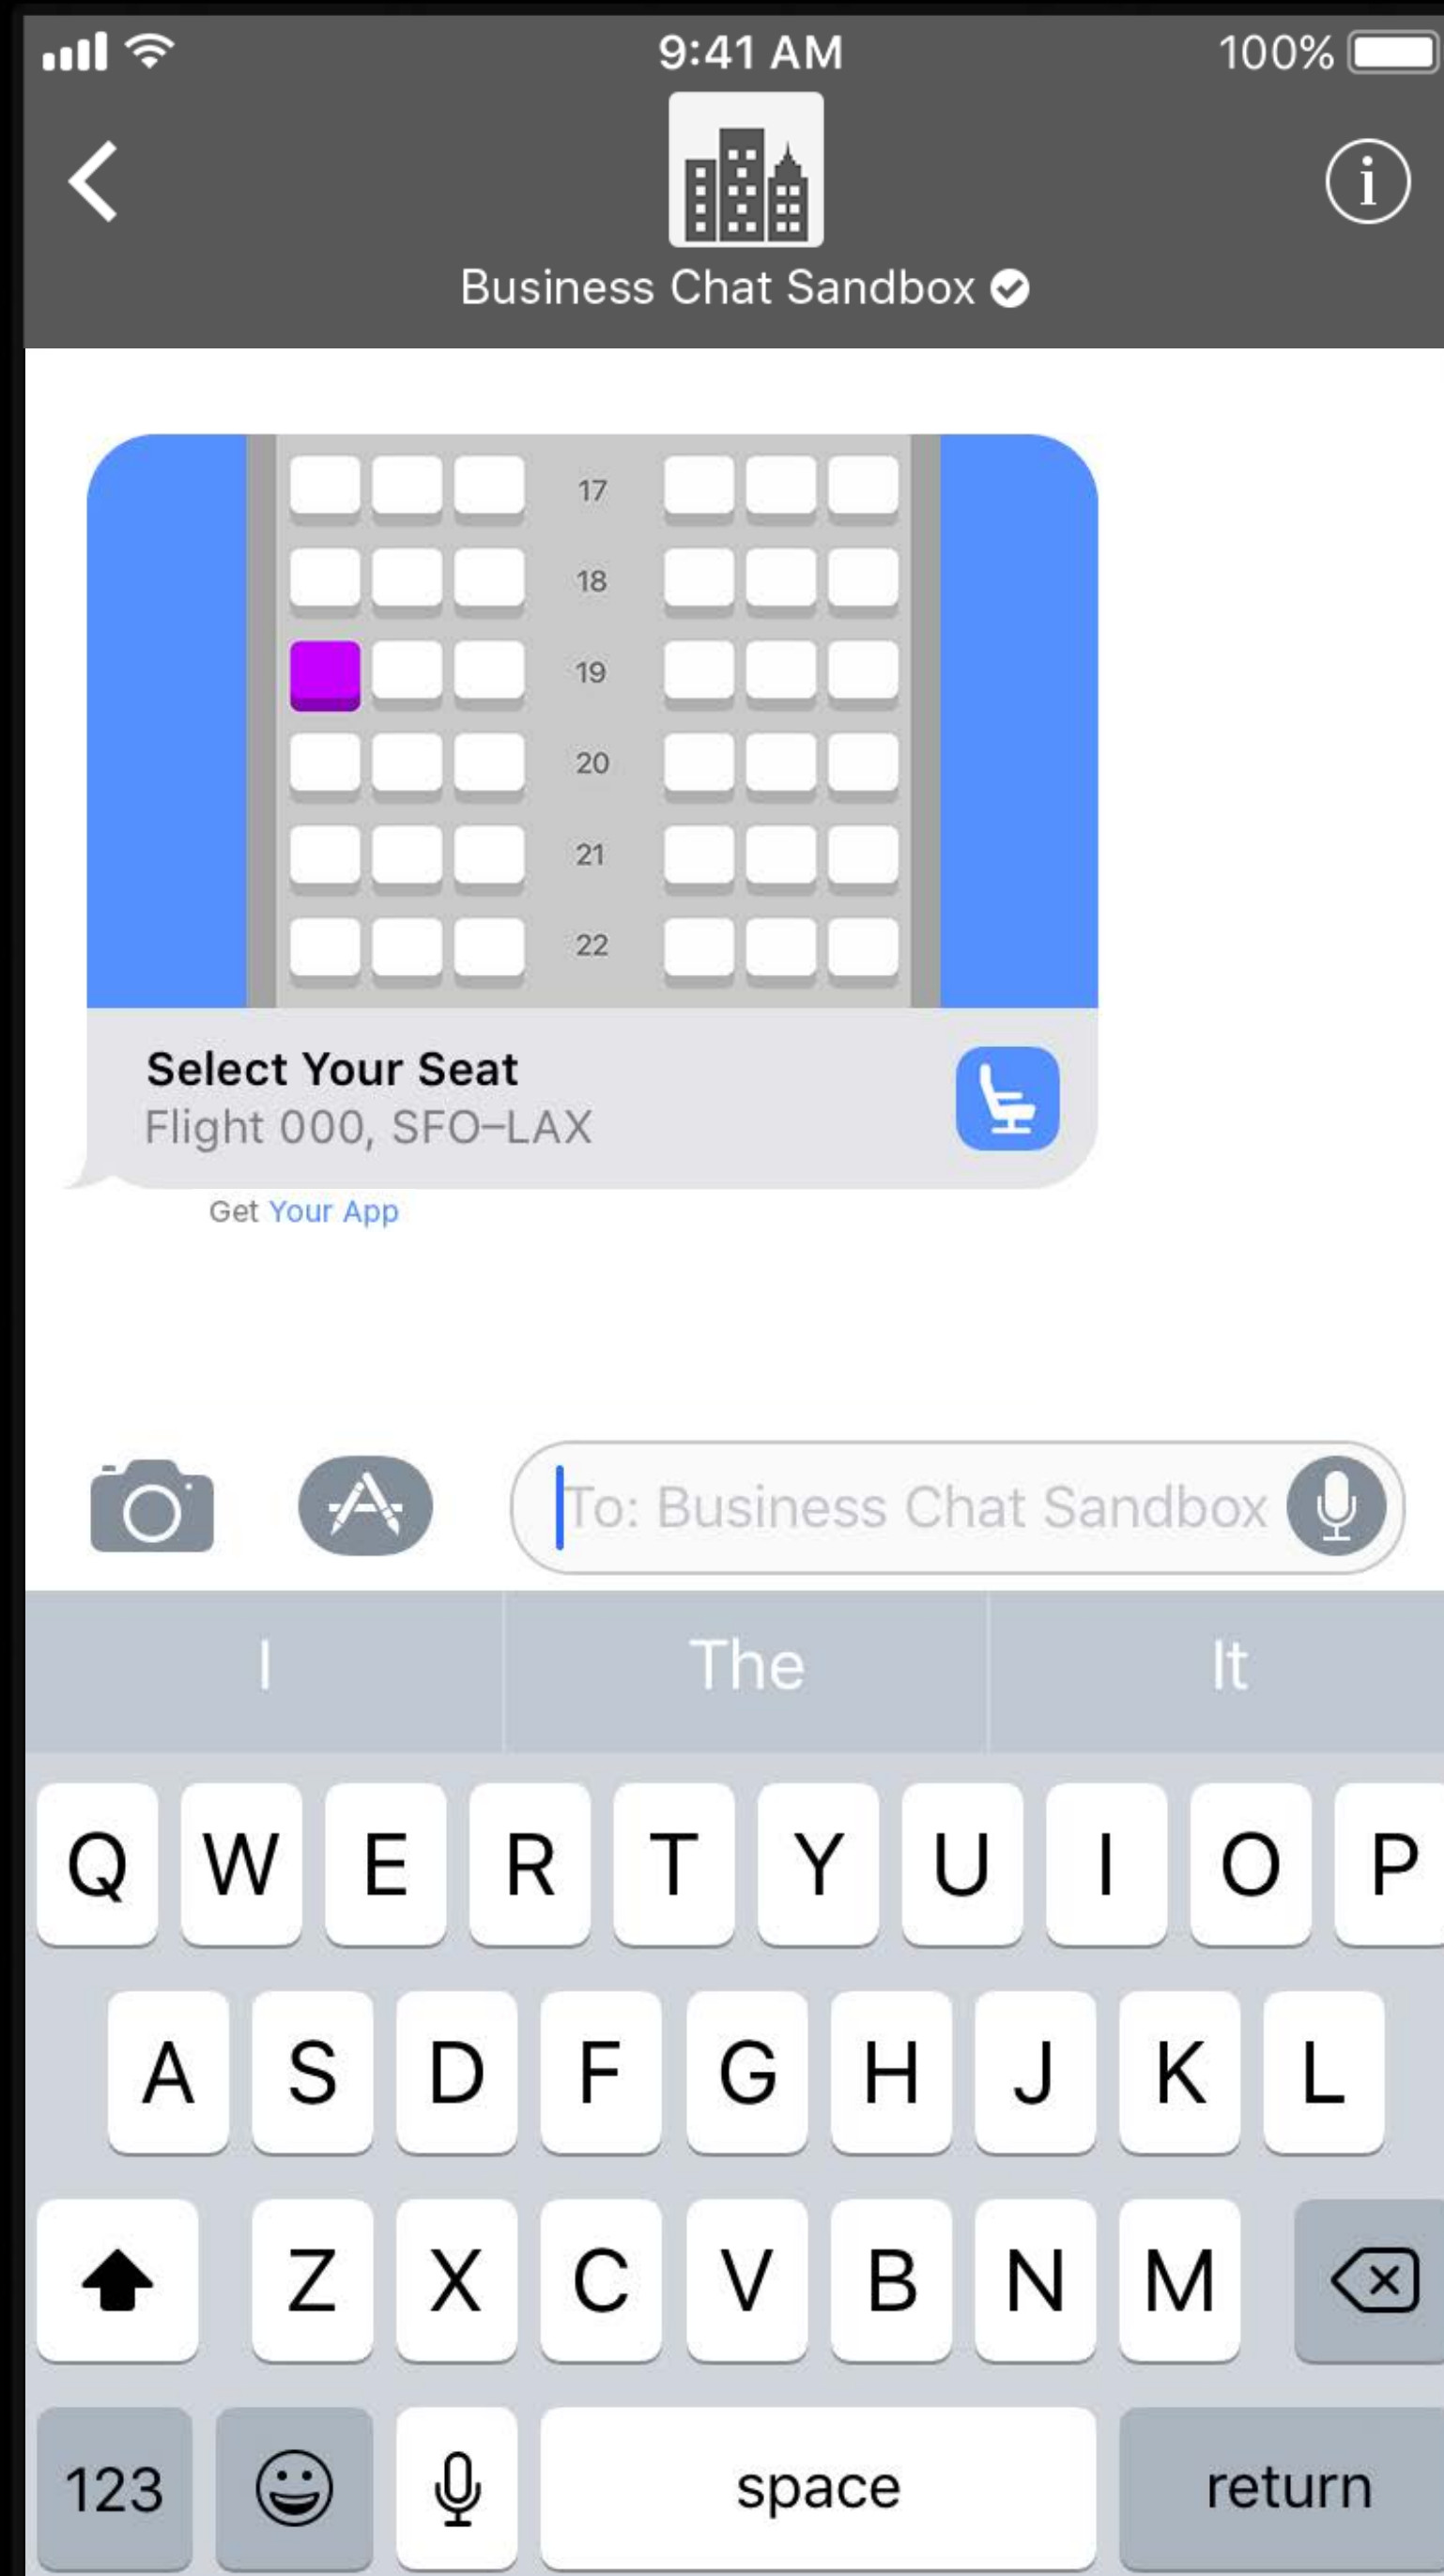 9:41 AM 100%
i
Business Chat Sandbox
17
18
19
20
21
22
Select Your Seat
Flight 000, SFO–LAX
Get Your App
To: Business Chat Sandbox
I The It
Q W E R T Y U I O P
A S D F G H J K L
Z X C V B N M
123 space return